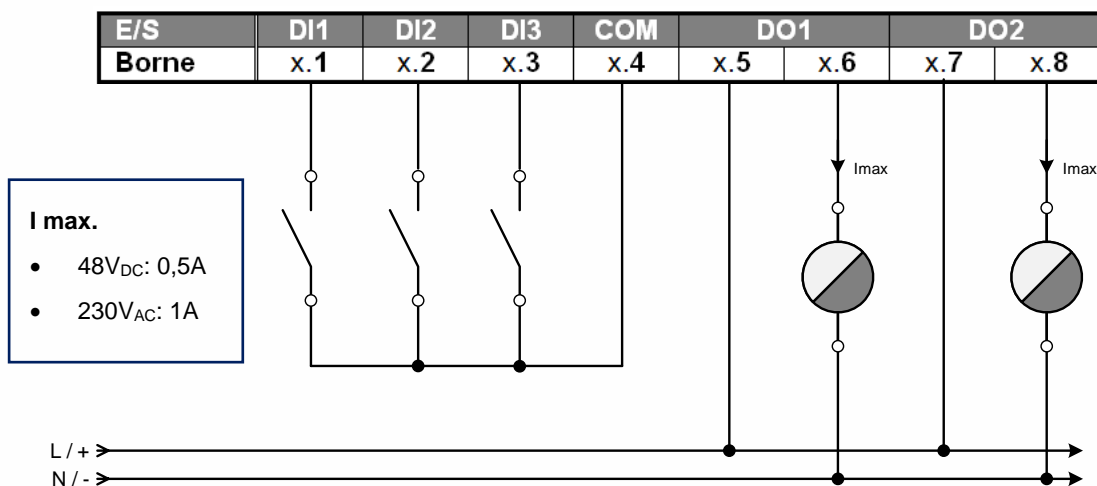 E/S DI1 DI2 DI3 COM DO1 DO2
Borne x.1 x.2 x.3 x.4 x.5 x.6 x.7 x.8
Imax Imax
I max.
• 48VDC: 0,5A
• 230VAC: 1A
L / +
N / -